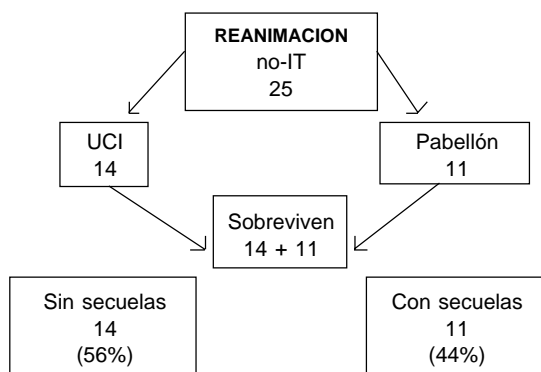 REANIMACION
no-IT
25
UCI
14
Pabellón
11
Sobreviven
14 + 11
Sin secuelas
14
(56%)
Con secuelas
11
(44%)